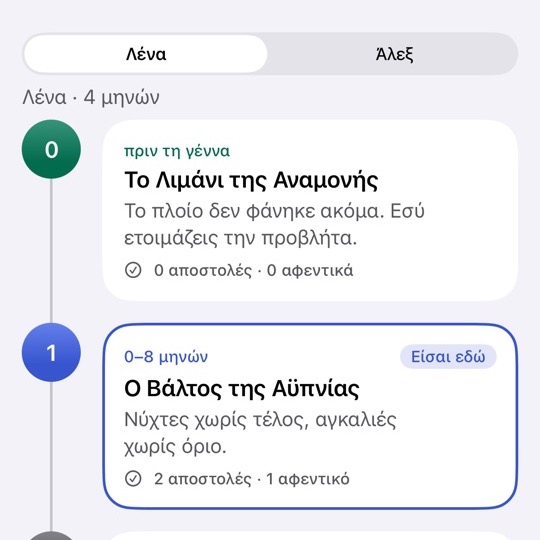 Λένα
Άλεξ
Λένα · 4 μηνών
0
πριν τη γέννα
Το Λιμάνι της Αναμονής
Το πλοίο δεν φάνηκε ακόμα. Εσύ
ετοιμάζεις την προβλήτα.
0 αποστολές · 0 αφεντικά
1
0–8 μηνών
Είσαι εδώ
Ο Βάλτος της Αϋπνίας
Νύχτες χωρίς τέλος, αγκαλιές
χωρίς όριο.
2 αποστολές · 1 αφεντικό